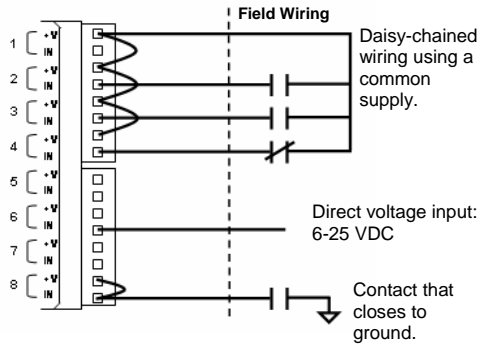 Field Wiring
1 +V
IN
2 +V
IN
3 +V
IN
4 +V
IN
5 +V
IN
6 +V
IN
7 +V
IN
8 +V
IN
Daisy-chained
wiring using a
common
supply.
Direct voltage input:
6-25 VDC
Contact that
closes to
ground.